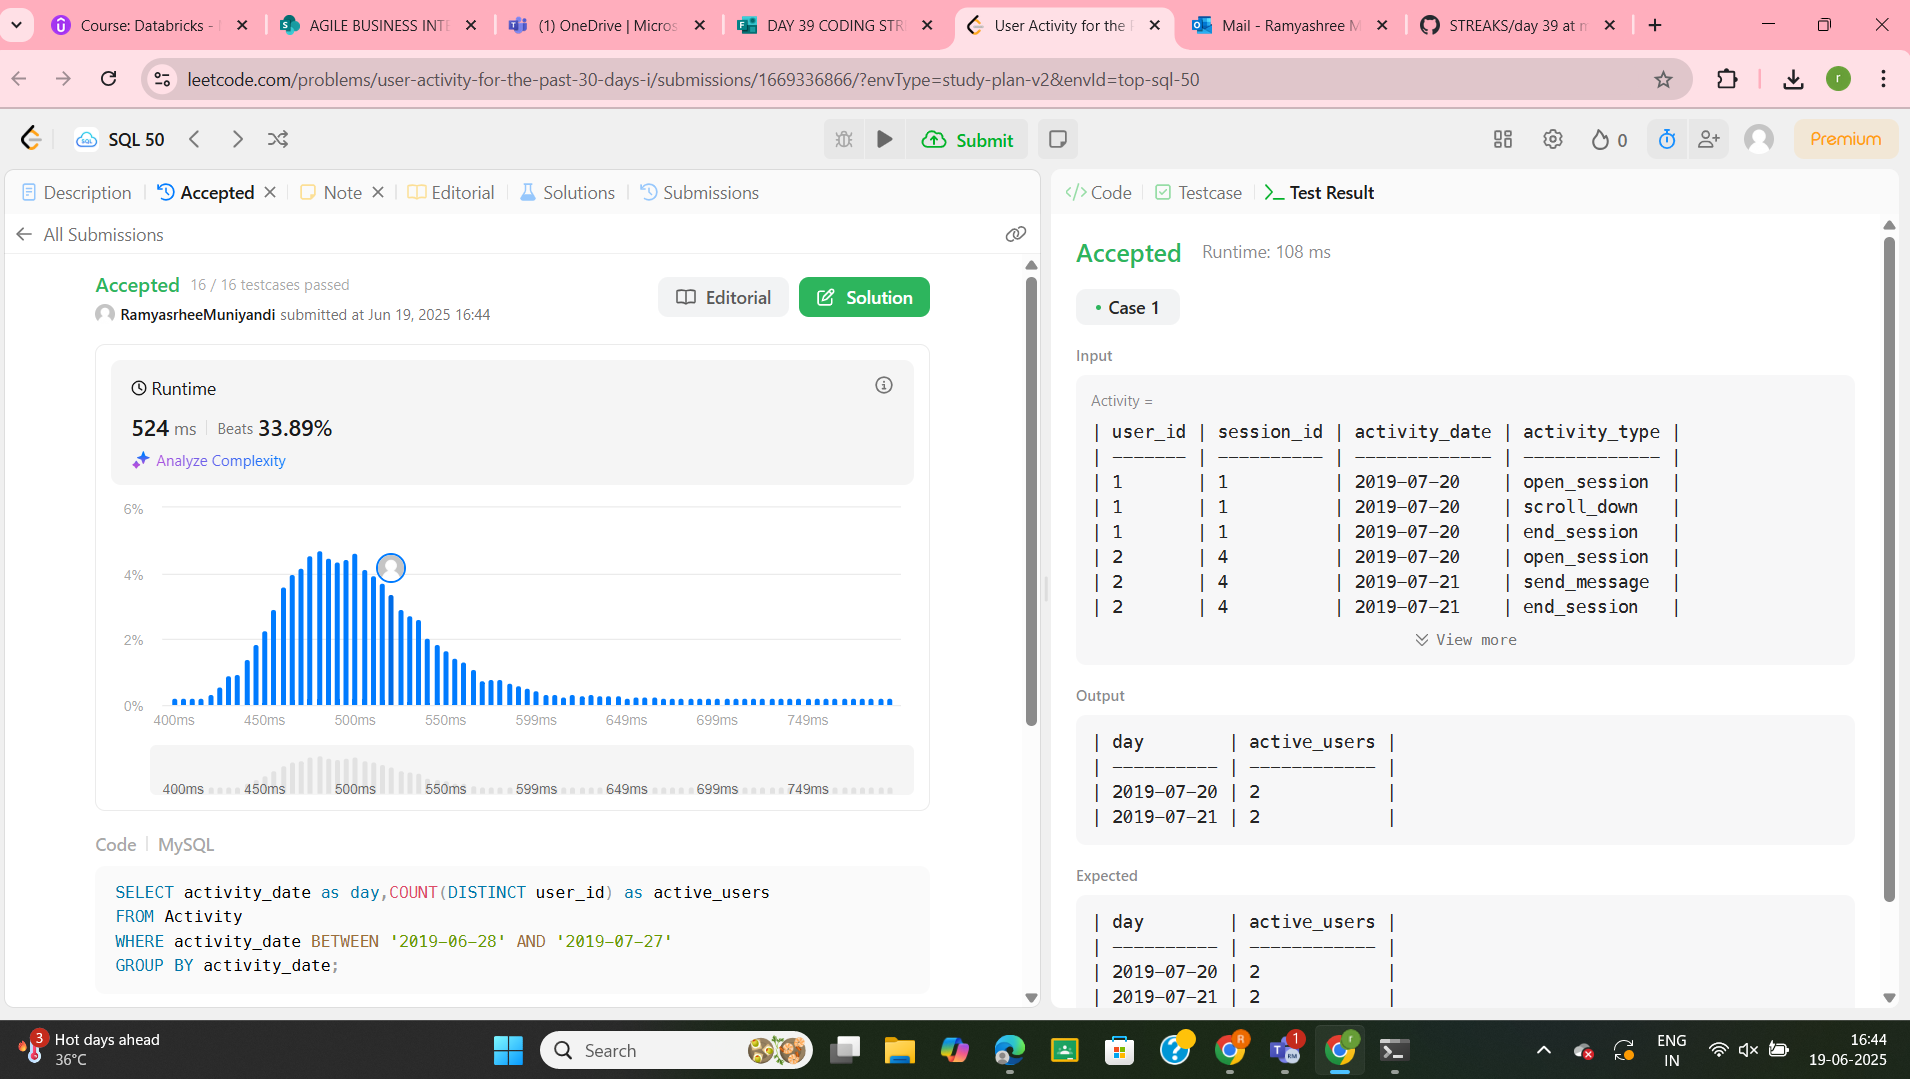 Course: Databricks -
AGILE BUSINESS INTE
(1) OneDrive | Micros
DAY 39 CODING STR
User Activity for the P
Mail - Ramyashree M
STREAKS/day 39 at m
leetcode.com/problems/user-activity-for-the-past-30-days-i/submissions/1669336866/?envType=study-plan-v2&envId=top-sql-50
r
SQL 50
Submit
0
Premium
Description
Accepted
Note
Editorial
Solutions
Submissions
All Submissions
Accepted 16 / 16 testcases passed
RamyasrheeMuniyandi submitted at Jun 19, 2025 16:44
Editorial
Solution
Runtime
524 ms | Beats 33.89%
Analyze Complexity
6%
4%
2%
0%
400ms 450ms 500ms 550ms 599ms 649ms 699ms 749ms
400ms 450ms 500ms 550ms 599ms 649ms 699ms 749ms
Code | MySQL
SELECT activity_date as day,COUNT(DISTINCT user_id) as active_users
FROM Activity
WHERE activity_date BETWEEN '2019-06-28' AND '2019-07-27'
GROUP BY activity_date;
</> Code
Testcase
>_ Test Result
Accepted Runtime: 108 ms
• Case 1
Input
Activity =
| user_id | session_id | activity_date | activity_type |
| ------- | ---------- | ------------- | ------------- |
| 1 | 1 | 2019-07-20 | open_session |
| 1 | 1 | 2019-07-20 | scroll_down |
| 1 | 1 | 2019-07-20 | end_session |
| 2 | 4 | 2019-07-20 | open_session |
| 2 | 4 | 2019-07-21 | send_message |
| 2 | 4 | 2019-07-21 | end_session |
View more
Output
| day | active_users |
| ---------- | ------------ |
| 2019-07-20 | 2 |
| 2019-07-21 | 2 |
Expected
| day | active_users |
| ---------- | ------------ |
| 2019-07-20 | 2 |
| 2019-07-21 | 2 |
3
Hot days ahead
36°C
Search
R
1
RM
r
ENG
IN
16:44
19-06-2025